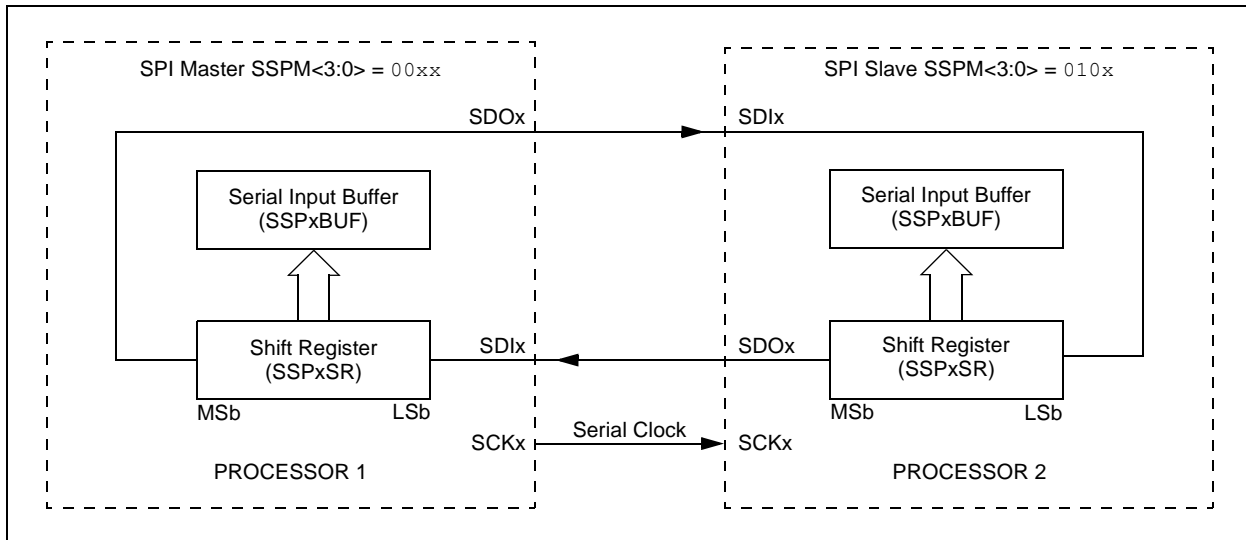 SPI Master SSPM<3:0> = 00xx
SDOx
Serial Input Buffer
(SSPxBUF)
Shift Register
(SSPxSR)
MSb
LSb
SDIx
SCKx
PROCESSOR 1
Serial Clock
SPI Slave SSPM<3:0> = 010x
SDIx
Serial Input Buffer
(SSPxBUF)
SDOx
Shift Register
(SSPxSR)
MSb
LSb
SCKx
PROCESSOR 2